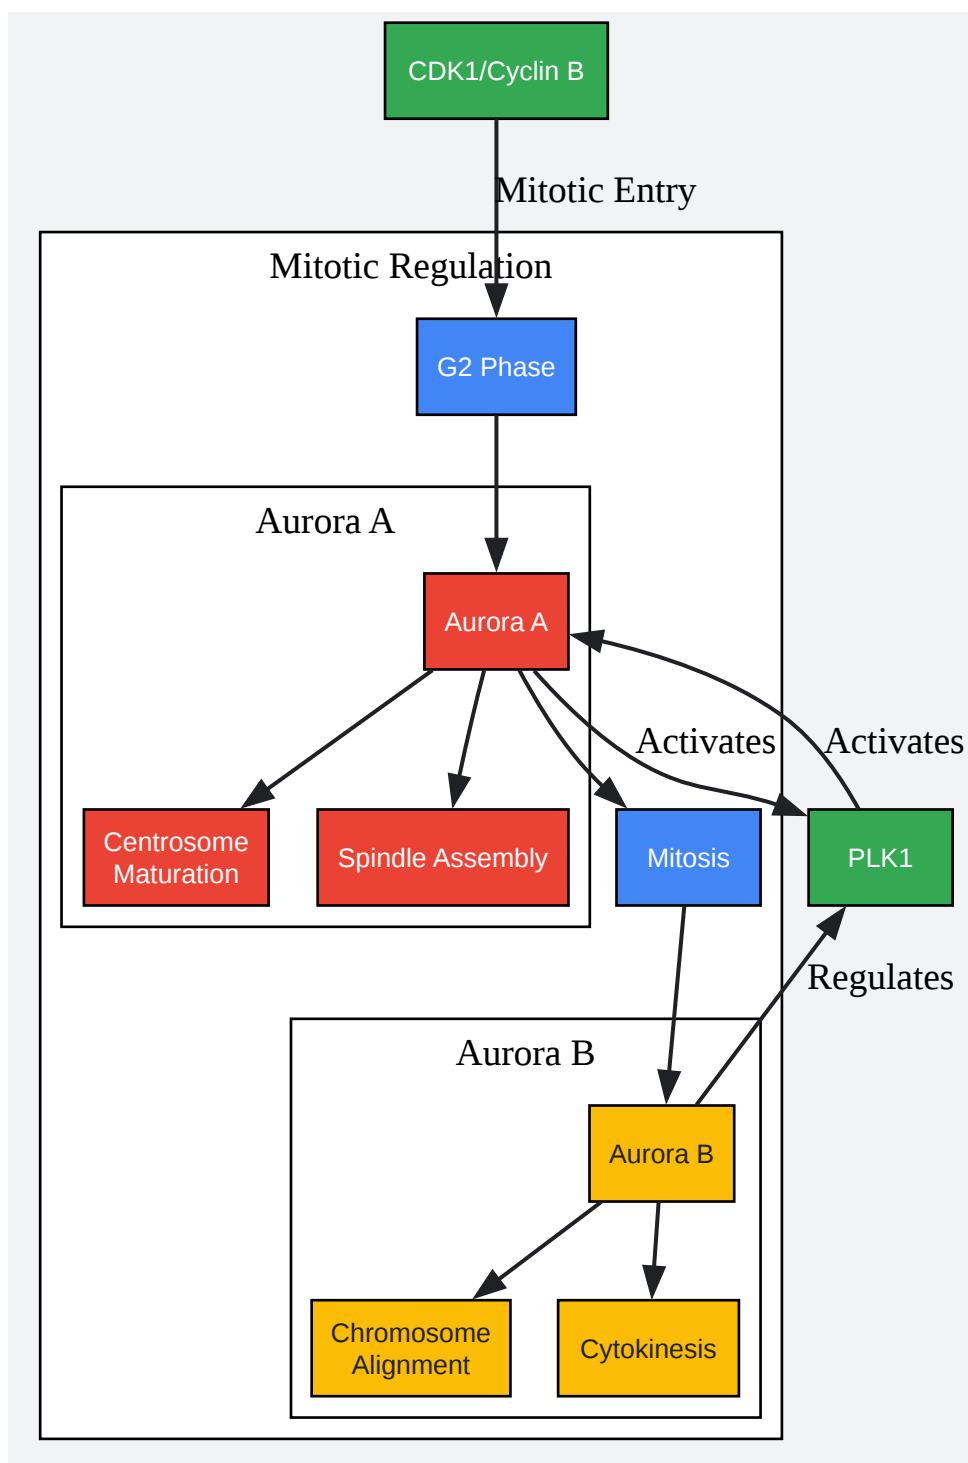 CDK1/Cyclin B
Mitotic Entry
Mitotic Regulation
G2 Phase
Aurora A
Aurora A
Activates
Activates
Centrosome
Maturation
Spindle Assembly
Mitosis
PLK1
Regulates
Aurora B
Aurora B
Chromosome
Alignment
Cytokinesis